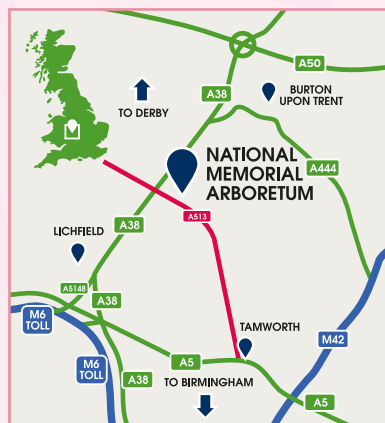 A50
A38
BURTON
UPON TRENT
TO DERBY
NATIONAL
MEMORIAL
ARBORETUM
A444
A513
A38
LICHFIELD
A5148
A38
M6
TOLL
TAMWORTH
M42
M6
TOLL
A5
A38
TO BIRMINGHAM
A5